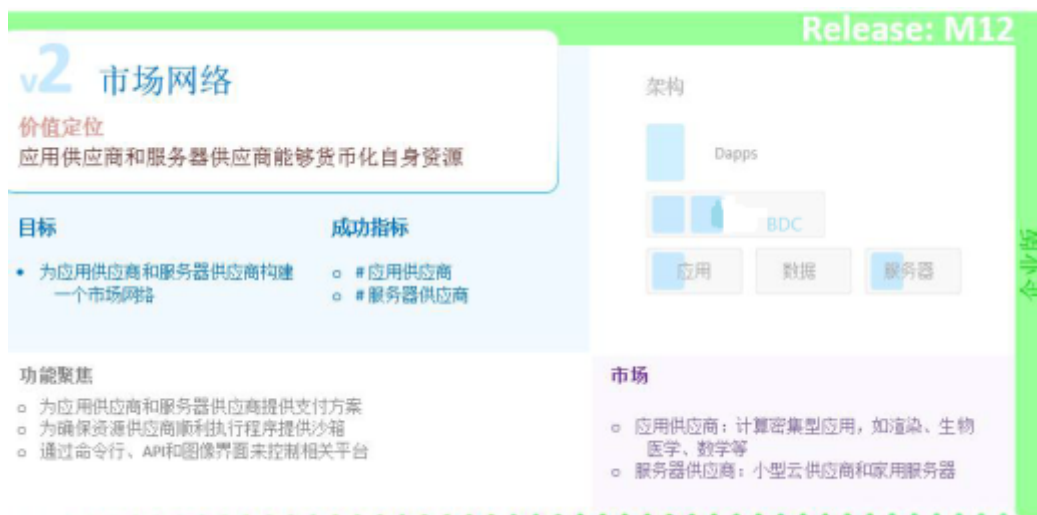 Release: M12
v2 市场网络
价值定位
应用供应商和服务器供应商能够货币化自身资源
目标
• 为应用供应商和服务器供应商构建
一个市场网络
成功指标
o #应用供应商
o #服务器供应商
架构
Dapps
BDC
应用
数据
服务器
企业版
功能聚焦
o 为应用供应商和服务器供应商提供支付方案
o 为确保资源供应商顺利执行程序提供沙箱
o 通过命令行、API和图像界面来控制相关平台
市场
o 应用供应商：计算密集型应用，如渲染、生物
医学、数学等
o 服务器供应商：小型云供应商和家用服务器